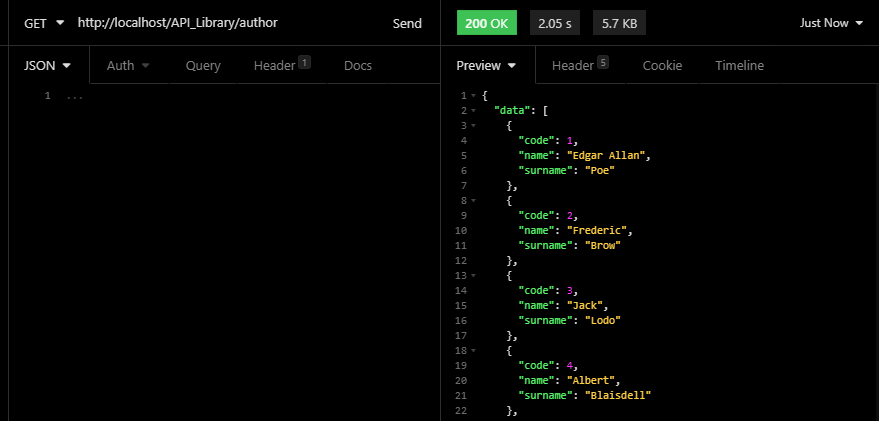 GET http://localhost/API_Library/author Send
200 OK 2.05 s 5.7 KB Just Now
JSON Auth Query Header 1 Docs
Preview Header 5 Cookie Timeline
1 ...
1 {
2 "data": [
3 {
4 "code": 1,
5 "name": "Edgar Allan",
6 "surname": "Poe"
7 },
8 {
9 "code": 2,
10 "name": "Frederic",
11 "surname": "Brow"
12 },
13 {
14 "code": 3,
15 "name": "Jack",
16 "surname": "Lodo"
17 },
18 {
19 "code": 4,
20 "name": "Albert",
21 "surname": "Blaisdell"
22 },